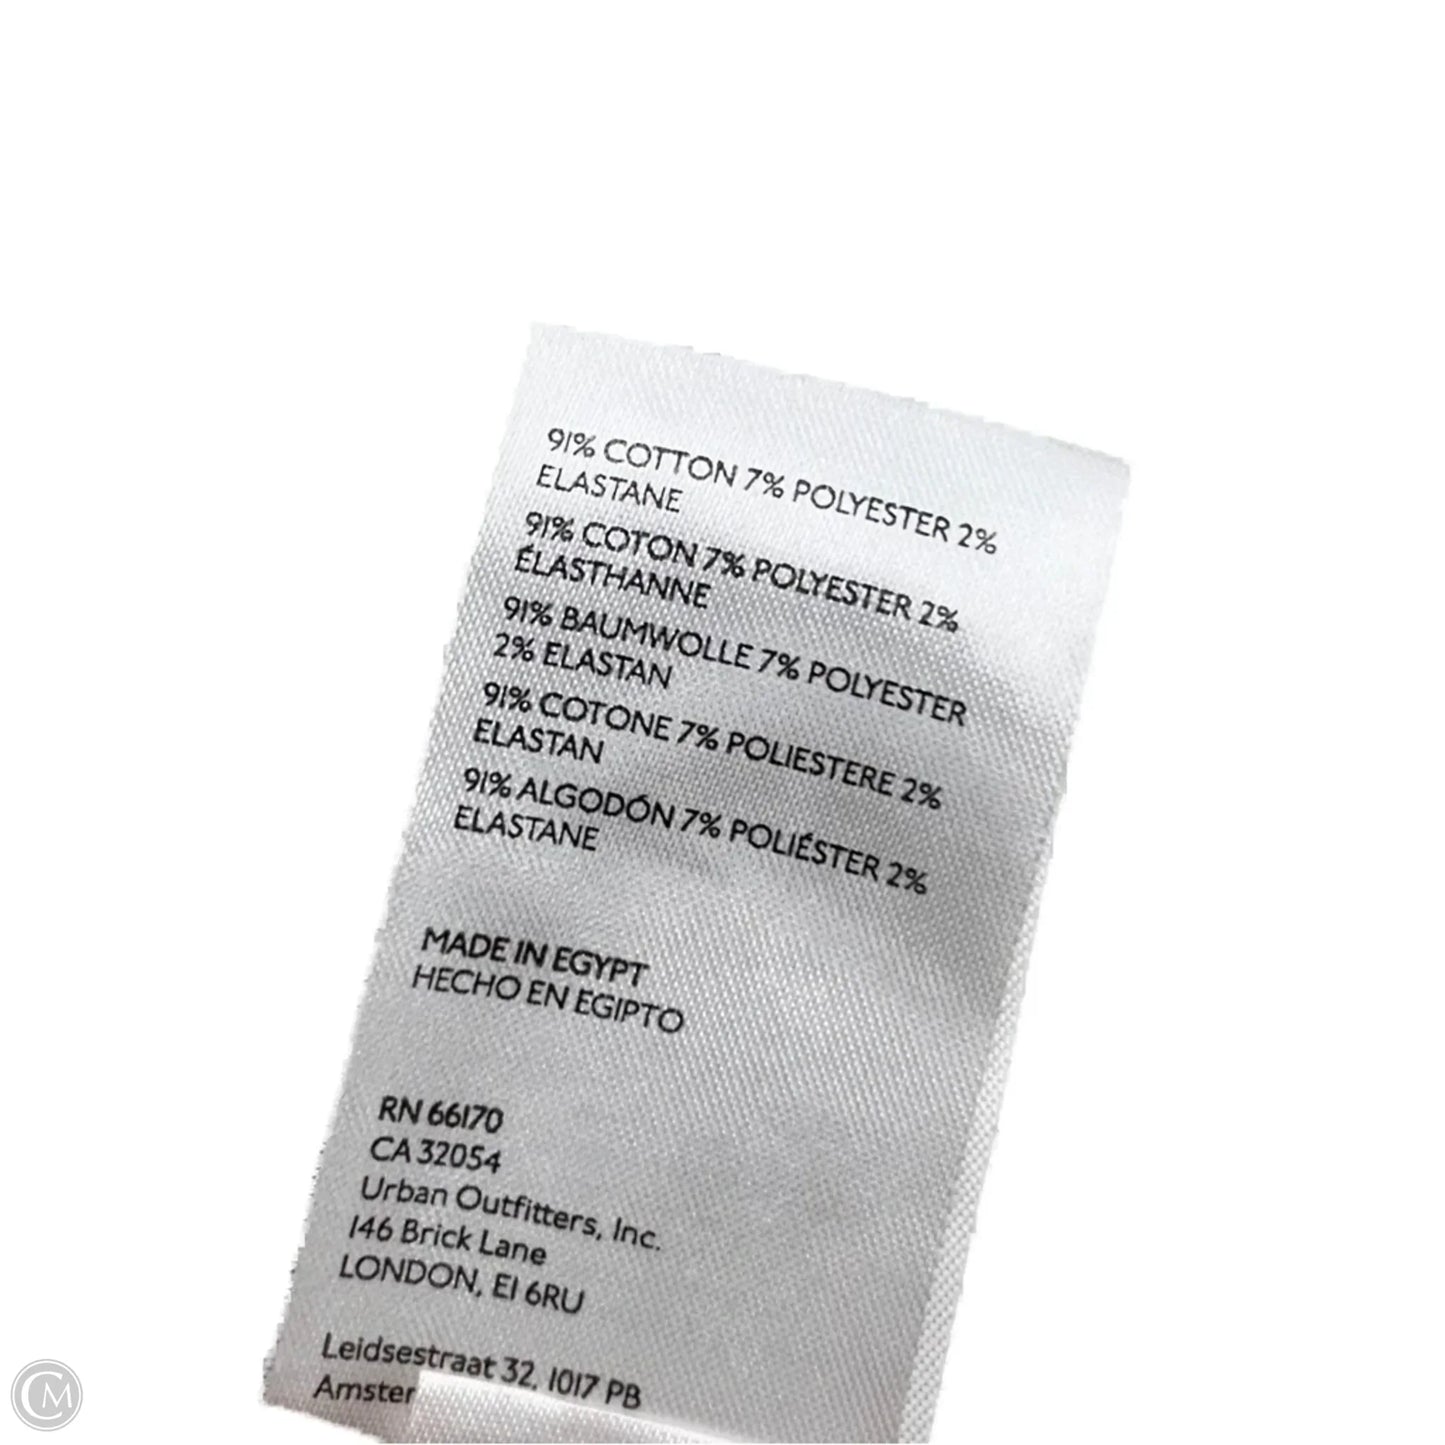 91% COTTON 7% POLYESTER 2%
ELASTANE
91% COTON 7% POLYESTER 2%
ÉLASTHANNE
91% BAUMWOLLE 7% POLYESTER
2% ELASTAN
91% COTONE 7% POLIESTERE 2%
ELASTAN
91% ALGODÓN 7% POLIÉSTER 2%
ELASTANE
MADE IN EGYPT
HECHO EN EGIPTO
RN 66170
CA 32054
Urban Outfitters, Inc.
146 Brick Lane
LONDON, E1 6RU
Leidsestraat 32, 1017 PB
Amster
CM